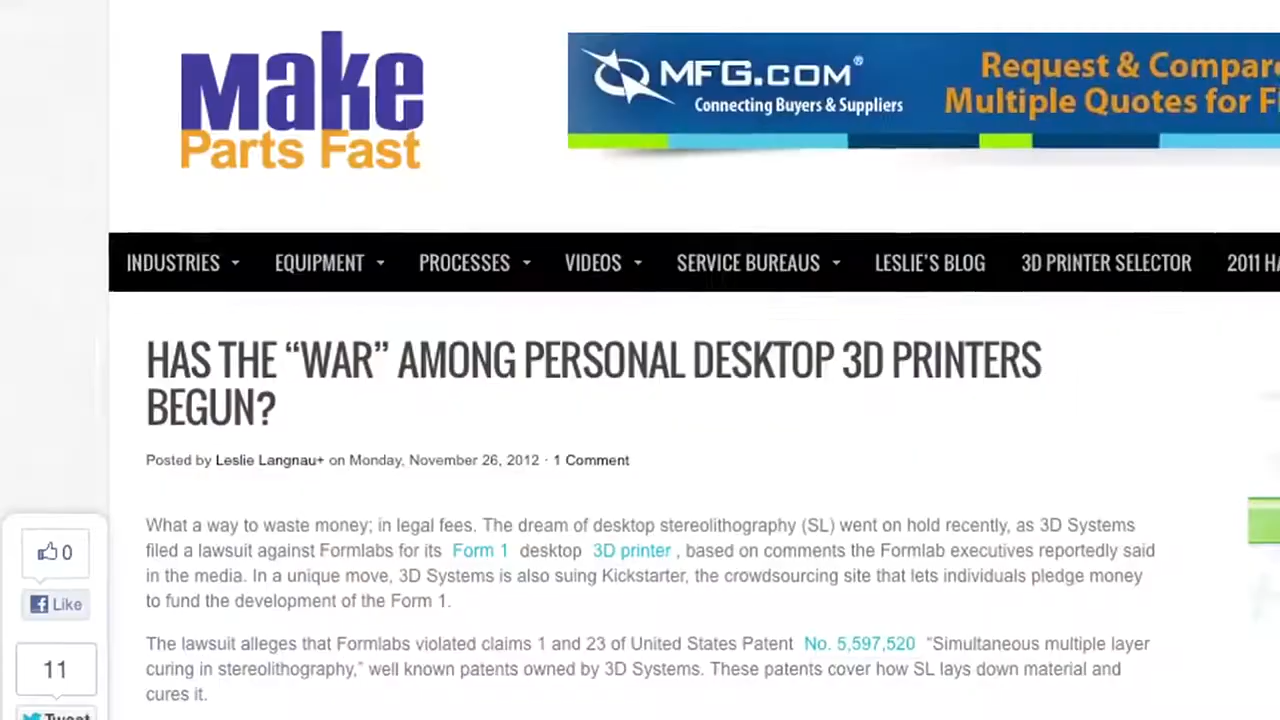 Make
Parts Fast
MFG.COM®
Connecting Buyers & Suppliers
Request & Compare
Multiple Quotes for
INDUSTRIES EQUIPMENT PROCESSES VIDEOS SERVICE BUREAUS LESLIE'S BLOG 3D PRINTER SELECTOR 2011
HAS THE “WAR” AMONG PERSONAL DESKTOP 3D PRINTERS
BEGUN?
Posted by Leslie Langnau+ on Monday, November 26, 2012 · 1 Comment
What a way to waste money; in legal fees. The dream of desktop stereolithography (SL) went on hold recently, as 3D Systems
filed a lawsuit against Formlabs for its Form 1 desktop 3D printer , based on comments the Formlab executives reportedly said
in the media. In a unique move, 3D Systems is also suing Kickstarter, the crowdsourcing site that lets individuals pledge money
to fund the development of the Form 1.
The lawsuit alleges that Formlabs violated claims 1 and 23 of United States Patent No. 5,597,520 “Simultaneous multiple layer
curing in stereolithography,” well known patents owned by 3D Systems. These patents cover how SL lays down material and
cures it.
0
Like
11
Tweet